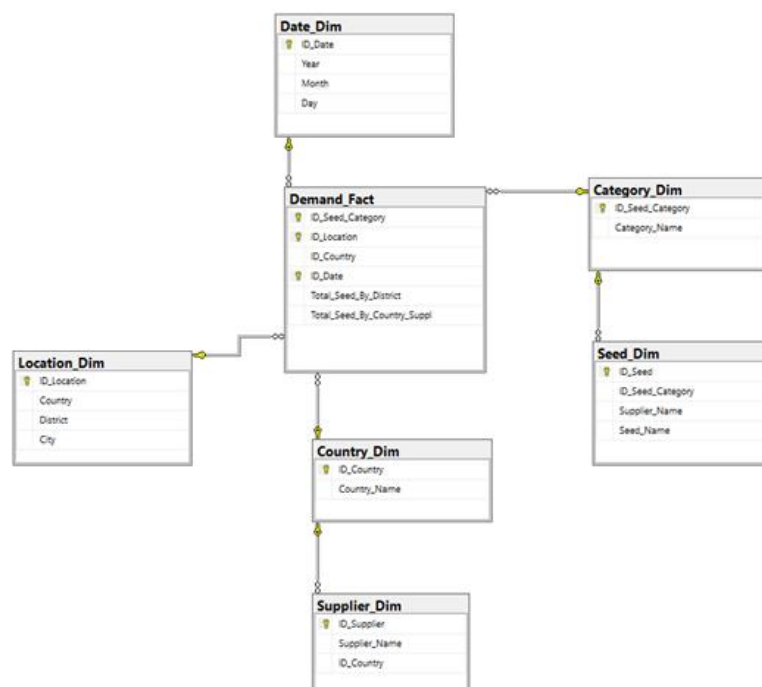 Date_Dim
ID_Date
Year
Month
Day
Demand_Fact
ID_Seed_Category
ID_Location
ID_Country
ID_Date
Total_Seed_By_District
Total_Seed_By_Country_Suppl
Category_Dim
ID_Seed_Category
Category_Name
Location_Dim
ID_Location
Country
District
City
Seed_Dim
ID_Seed
ID_Seed_Category
Supplier_Name
Seed_Name
Country_Dim
ID_Country
Country_Name
Supplier_Dim
ID_Supplier
Supplier_Name
ID_Country